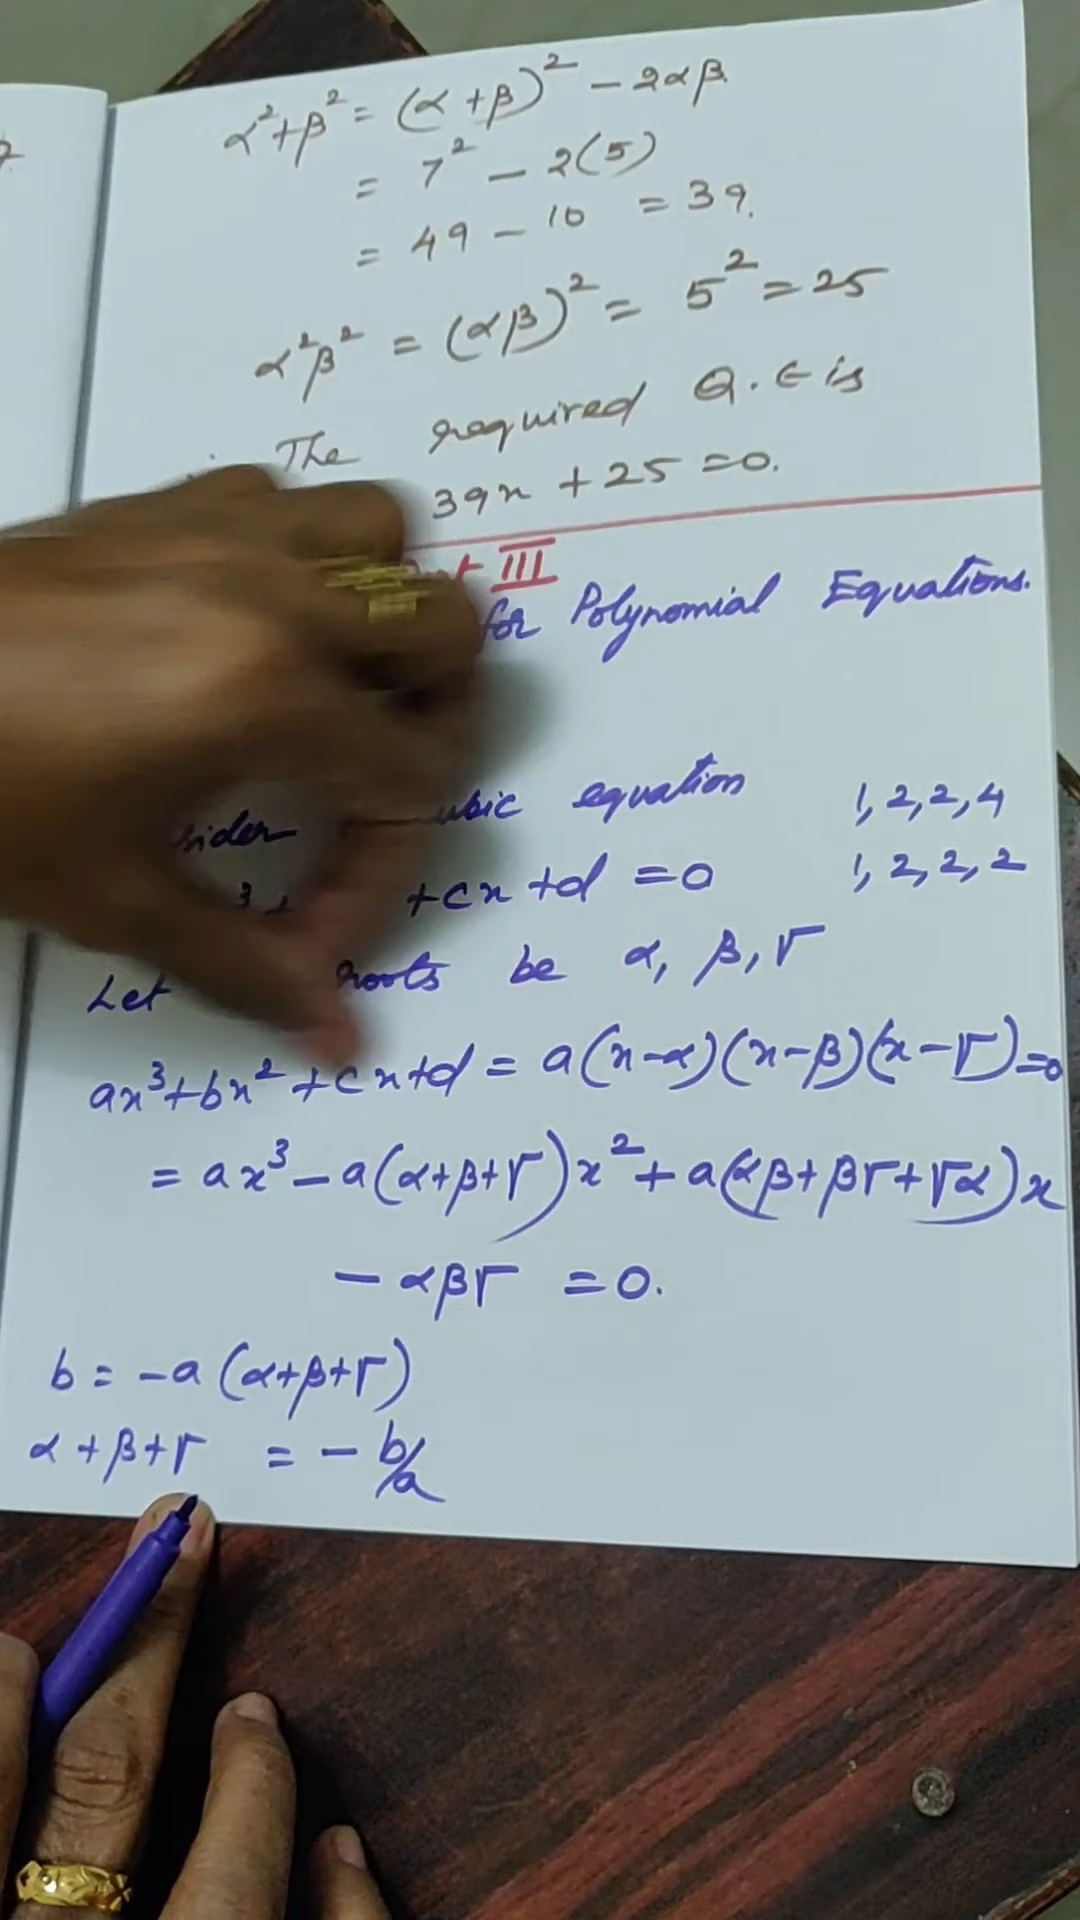 α²+β² = (α+β)² − 2αβ.
= 7² − 2(5)
= 49 − 10 = 39.
α²β² = (αβ)² = 5² = 25
The required Q.E is
39x + 25 = 0.
III
for Polynomial Equations.
equation 1, 2, 2, 4
+cx+d = 0 1, 2, 2, 2
Let roots be α, β, γ
ax³+bx²+cx+d = a(x−α)(x−β)(x−γ)=0
= ax³ − a(α+β+γ)x² + a(αβ+βγ+γα)x
− αβγ = 0.
b = −a(α+β+γ)
α+β+γ = −b/a